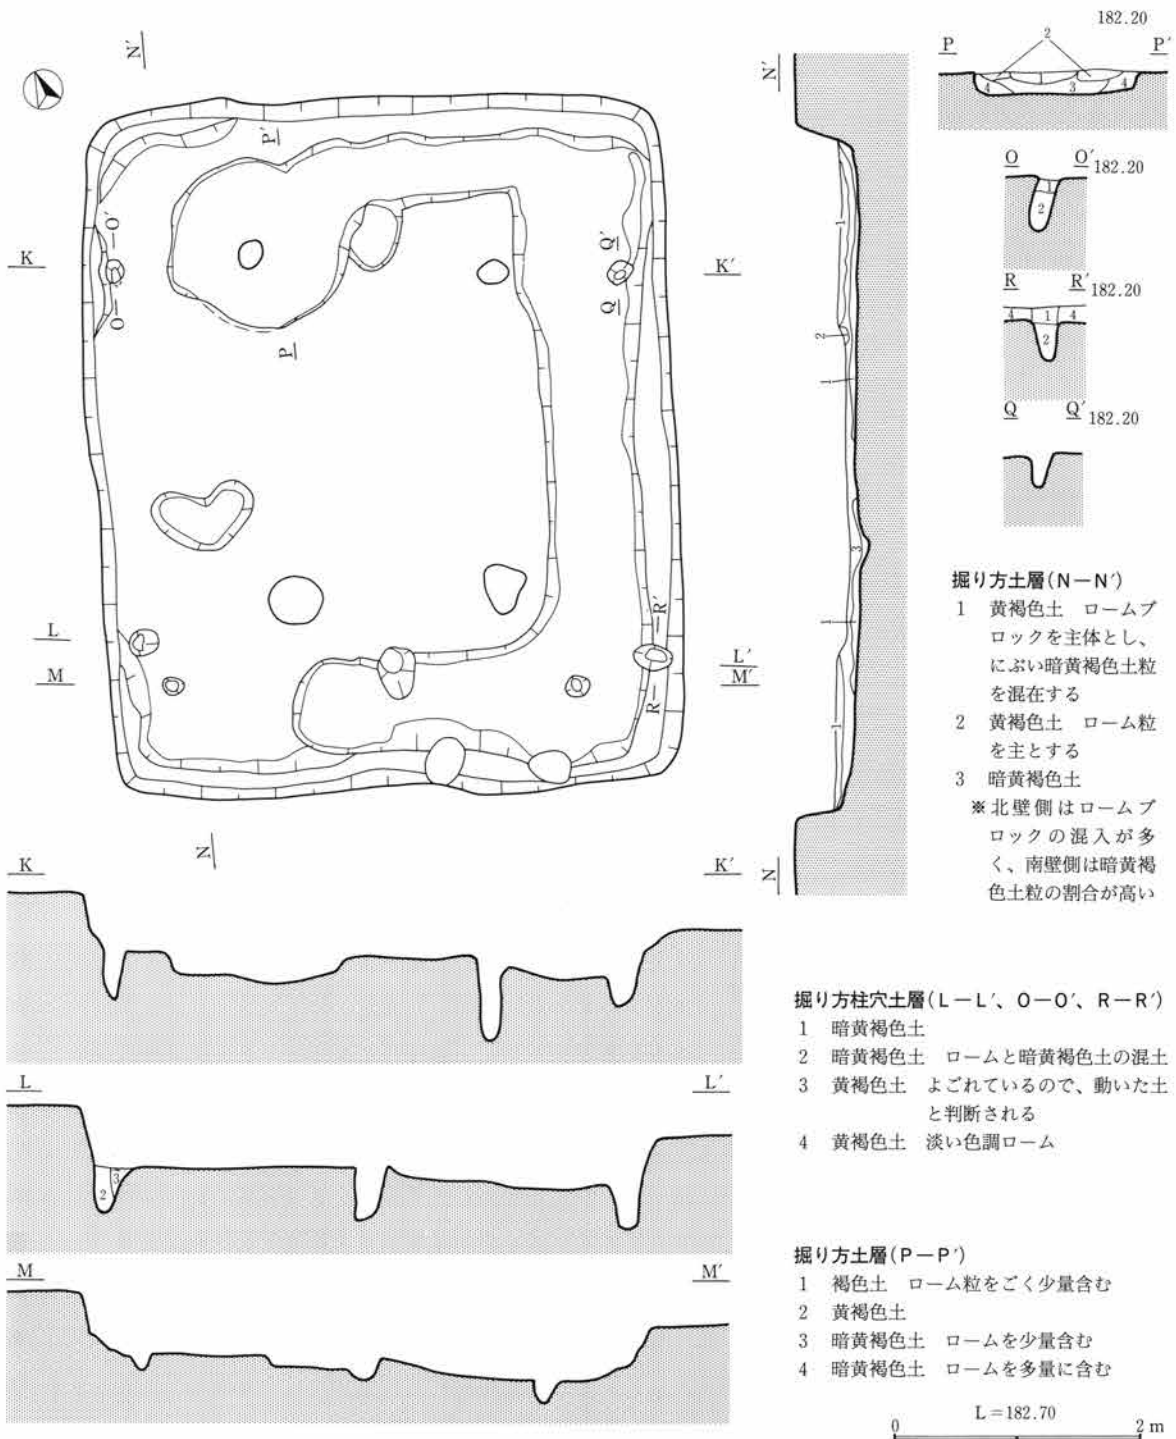 N′
P′
O′
O
K
K′
Q′
Q
P
L
M
R′
R
L′
M′
N
N′
1
2
1
3
1
1
N
182.20
P
P′
2
4
3
4
O
O′
182.20
1
2
R
R′
182.20
4
1
4
2
Q
Q′
182.20
掘り方土層(N－N′)
1 黄褐色土 ロームブ
ロックを主体とし、
にぶい暗黄褐色土粒
を混在する
2 黄褐色土 ローム粒
を主とする
3 暗黄褐色土
※北壁側はロームブ
ロックの混入が多
く、南壁側は暗黄褐
色土粒の割合が高い
K
K′
L
L′
2
3
M
M′
掘り方柱穴土層(L－L′、O－O′、R－R′)
1 暗黄褐色土
2 暗黄褐色土 ロームと暗黄褐色土の混土
3 黄褐色土 よごれているので、動いた土
と判断される
4 黄褐色土 淡い色調ローム
掘り方土層(P－P′)
1 褐色土 ローム粒をごく少量含む
2 黄褐色土
3 暗黄褐色土 ロームを少量含む
4 暗黄褐色土 ロームを多量に含む
L＝182.70
0
2 m